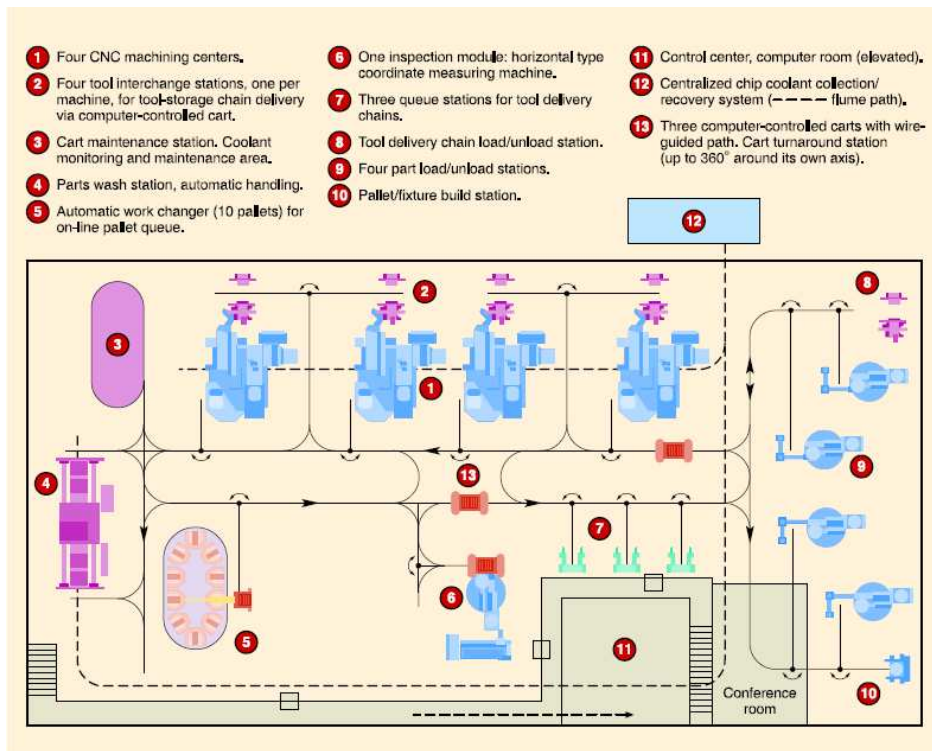 1 Four CNC machining centers.
2 Four tool interchange stations, one per
machine, for tool-storage chain delivery
via computer-controlled cart.
3 Cart maintenance station. Coolant
monitoring and maintenance area.
4 Parts wash station, automatic handling.
5 Automatic work changer (10 pallets) for
on-line pallet queue.
6 One inspection module: horizontal type
coordinate measuring machine.
7 Three queue stations for tool delivery
chains.
8 Tool delivery chain load/unload station.
9 Four part load/unload stations.
10 Pallet/fixture build station.
11 Control center, computer room (elevated).
12 Centralized chip coolant collection/
recovery system (----- flume path).
13 Three computer-controlled carts with wire-
guided path. Cart turnaround station
(up to 360° around its own axis).
12
2
8
3
1
9
4
13
7
6
5
11
10
Conference
room